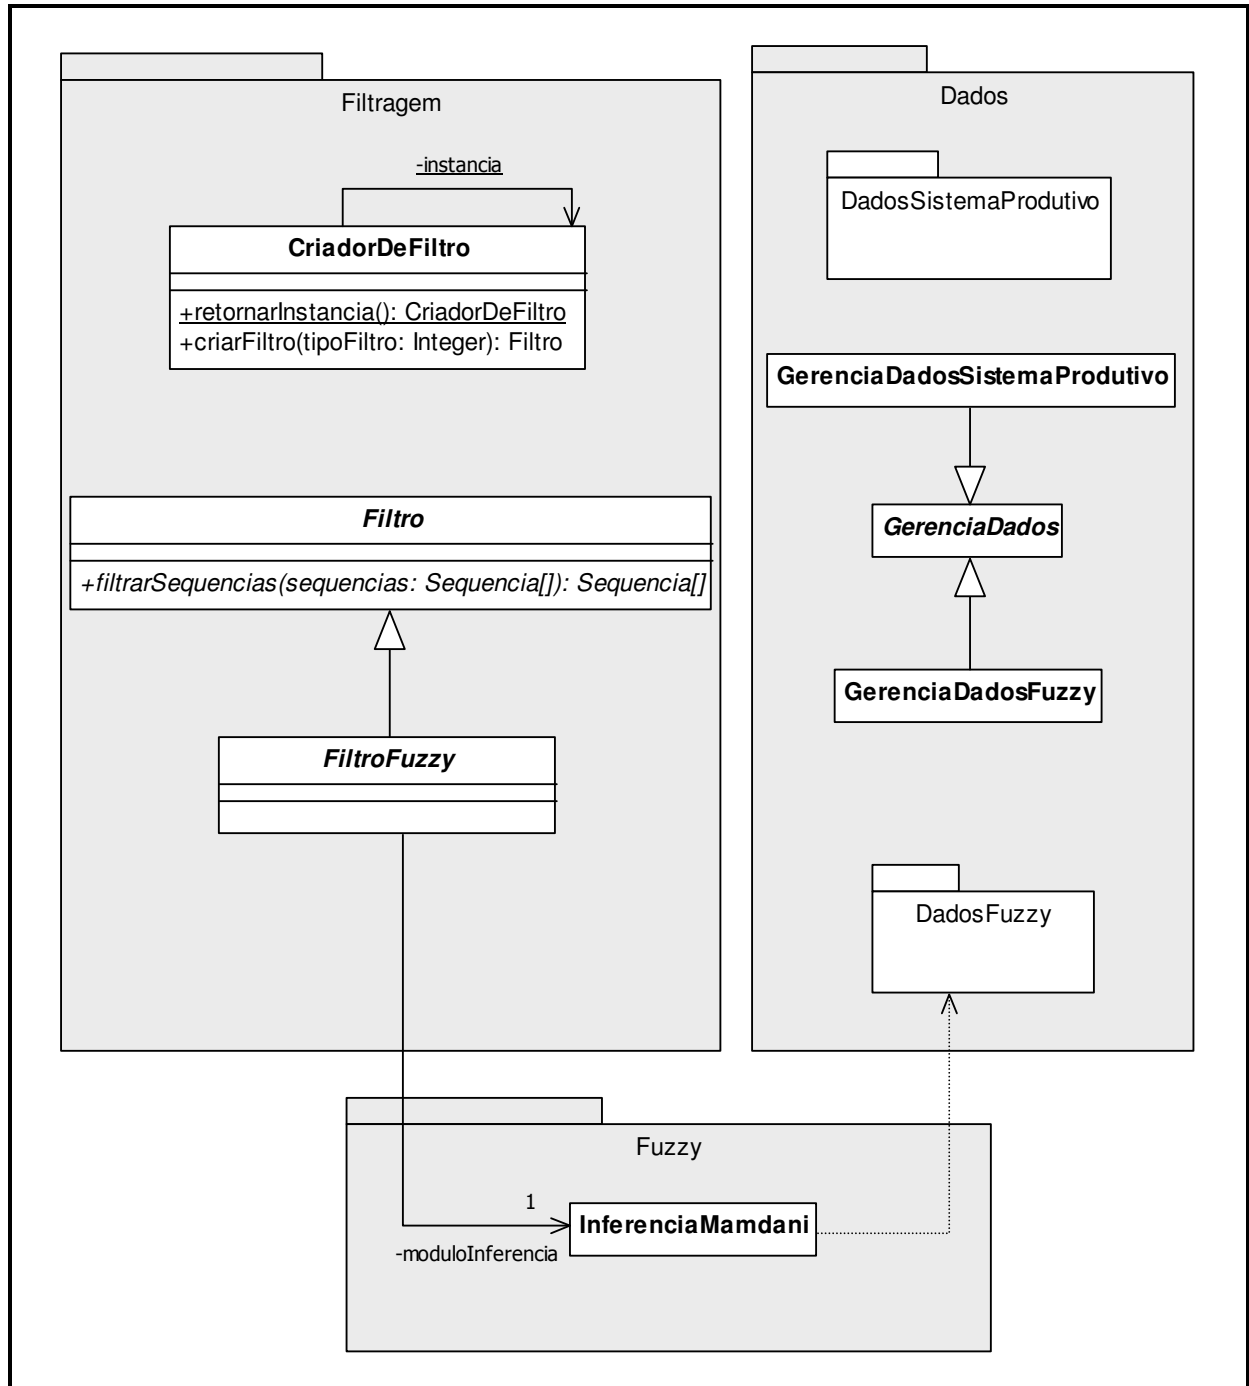 Filtragem
-instancia
CriadorDeFiltro
+retornarInstancia(): CriadorDeFiltro
+criarFiltro(tipoFiltro: Integer): Filtro
Filtro
+filtrarSequencias(sequencias: Sequencia[]): Sequencia[]
FiltroFuzzy
Dados
DadosSistemaProdutivo
GerenciaDadosSistemaProdutivo
GerenciaDados
GerenciaDadosFuzzy
DadosFuzzy
Fuzzy
1
InferenciaMamdani
-moduloInferencia